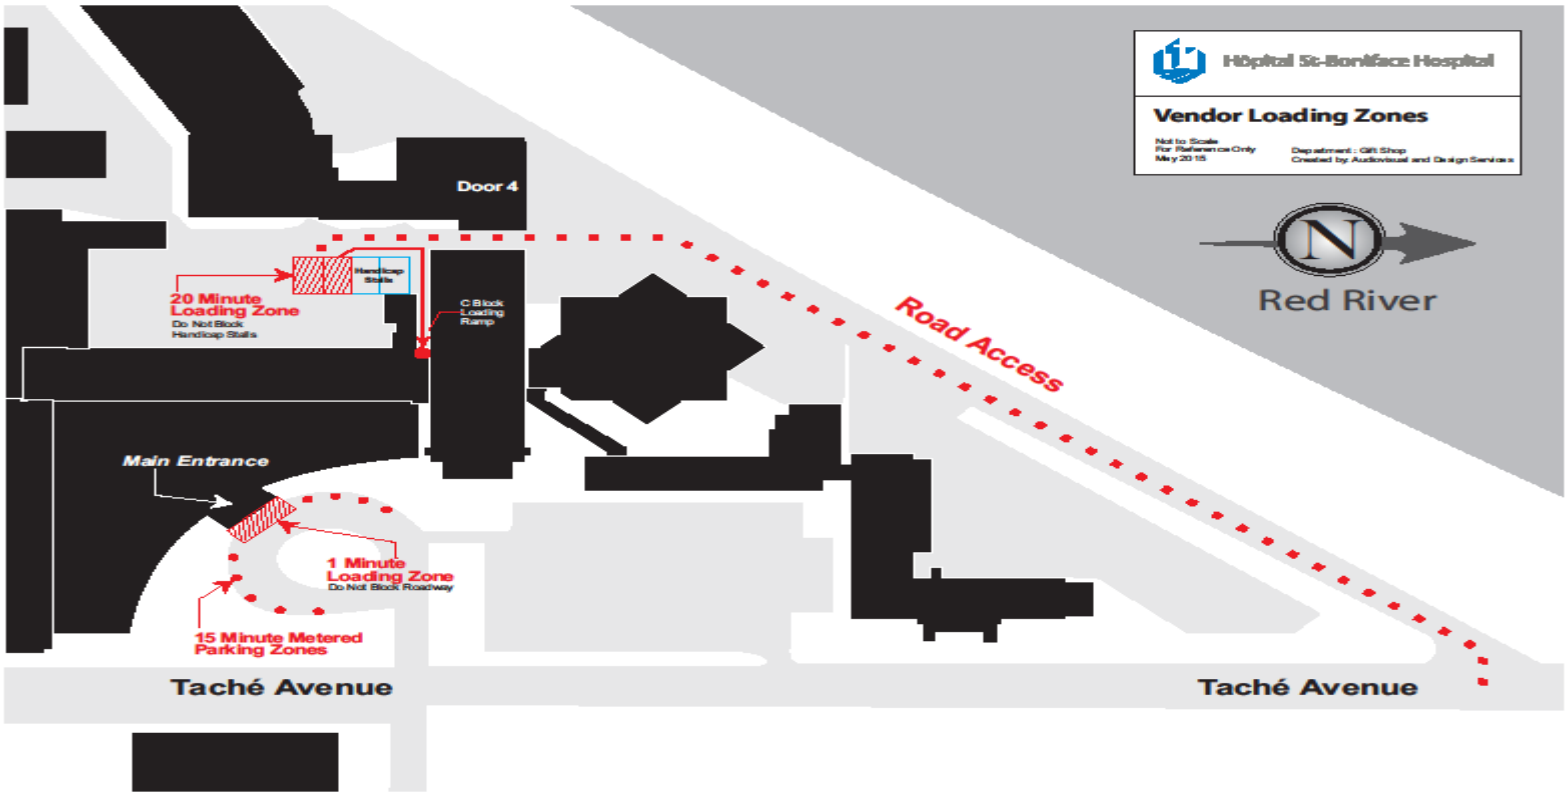 Hôpital St-Boniface Hospital
Vendor Loading Zones
Not to Scale
For Reference Only
May 2015
Department : Gift Shop
Created by: Audiovisual and Design Services
N
Red River
Door 4
Handicap
Stalls
20 Minute
Loading Zone
Do Not Block
Handicap Stalls
C Block
Loading
Ramp
Road Access
Main Entrance
1 Minute
Loading Zone
Do Not Block Roadway
15 Minute Metered
Parking Zones
Taché Avenue
Taché Avenue